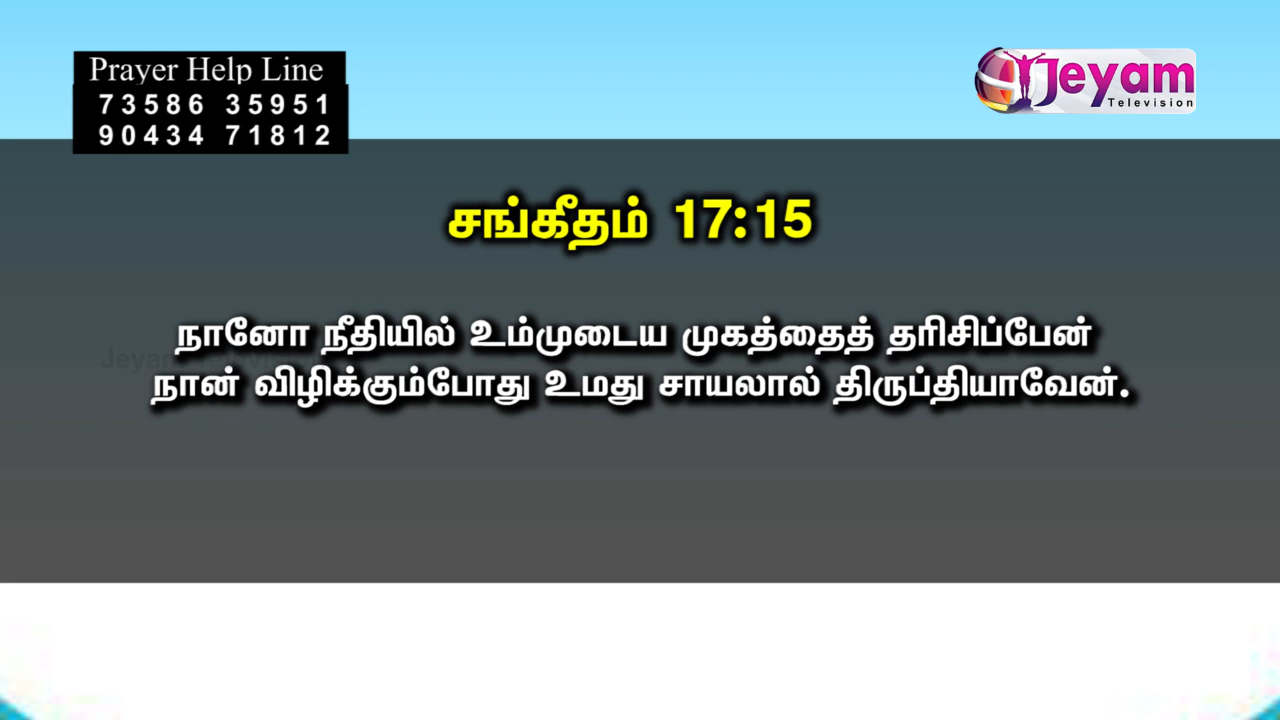 Prayer Help Line
73586 35951
90434 71812
Jeyam
Television
சங்கீதம் 17:15
நானோ நீதியில் உம்முடைய முகத்தைத் தரிசிப்பேன்
நான் விழிக்கும்போது உமது சாயலால் திருப்தியாவேன்.